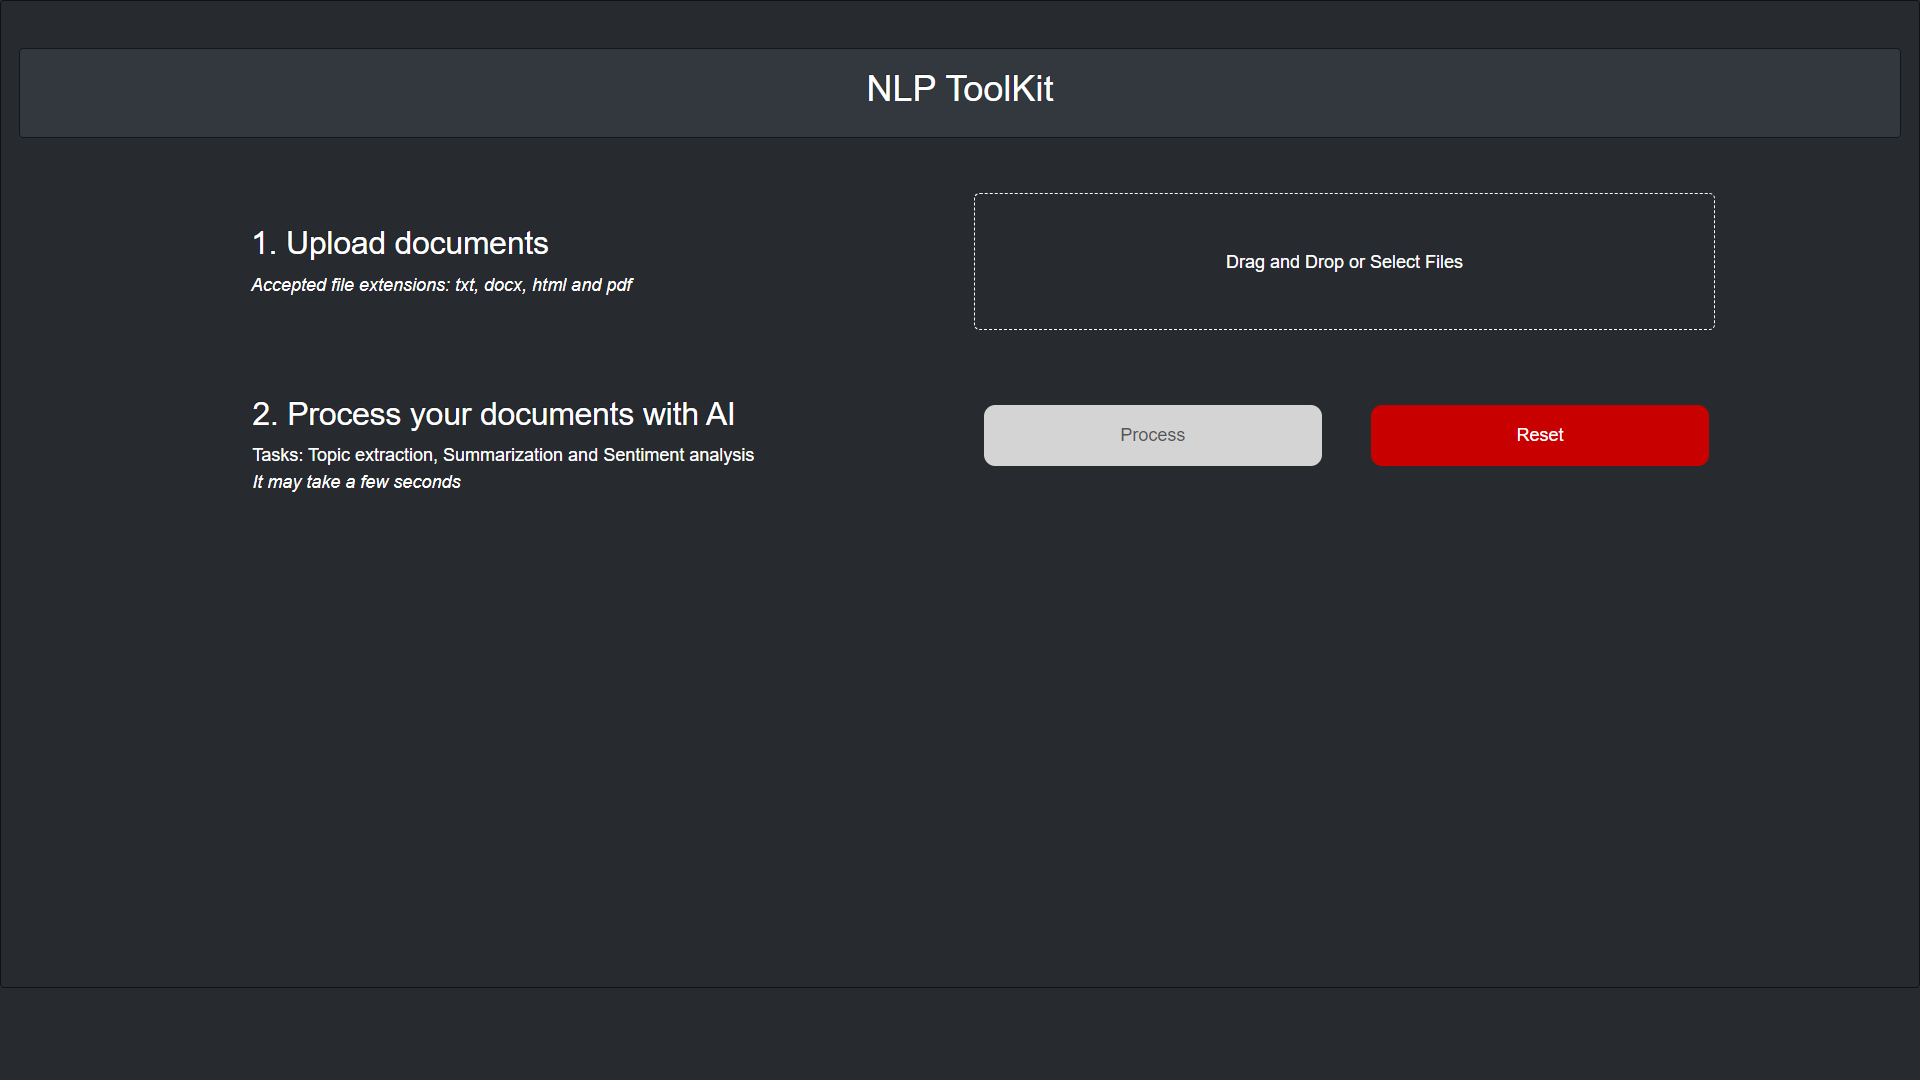 NLP ToolKit
1. Upload documents
Accepted file extensions: txt, docx, html and pdf
Drag and Drop or Select Files
2. Process your documents with AI
Tasks: Topic extraction, Summarization and Sentiment analysis
It may take a few seconds
Process
Reset